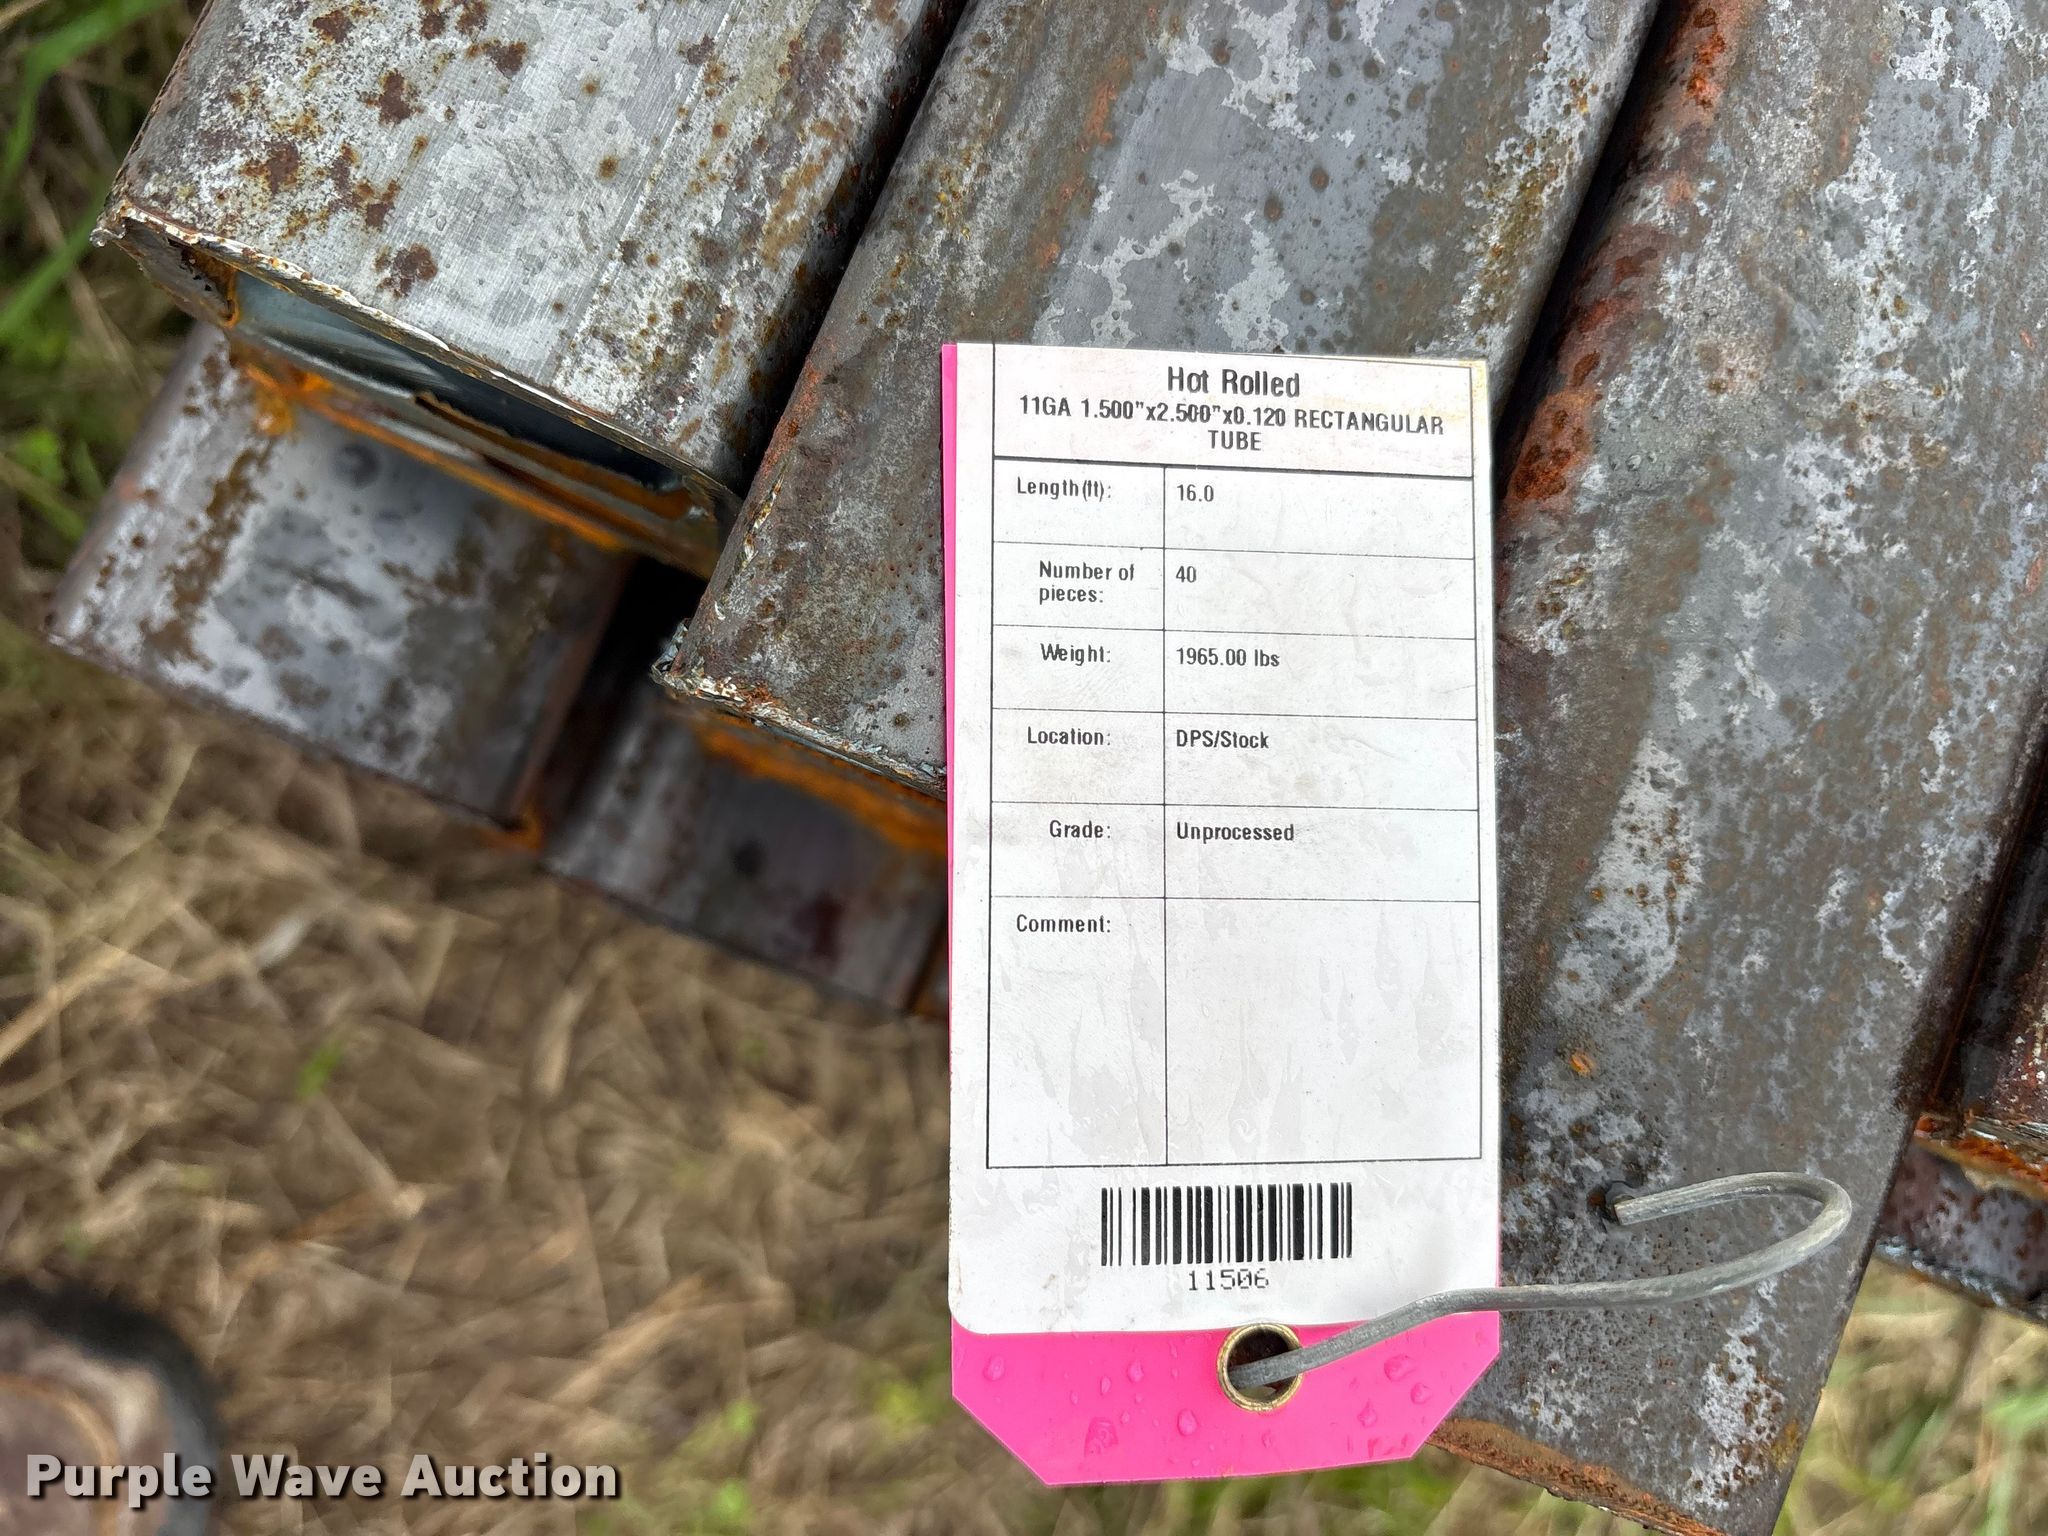 Hot Rolled
11GA 1.500"x2.500"x0.120 RECTANGULAR
TUBE
Length(ft): 16.0
Number of pieces: 40
Weight: 1965.00 lbs
Location: DPS/Stock
Grade: Unprocessed
Comment:
11506
Purple Wave Auction